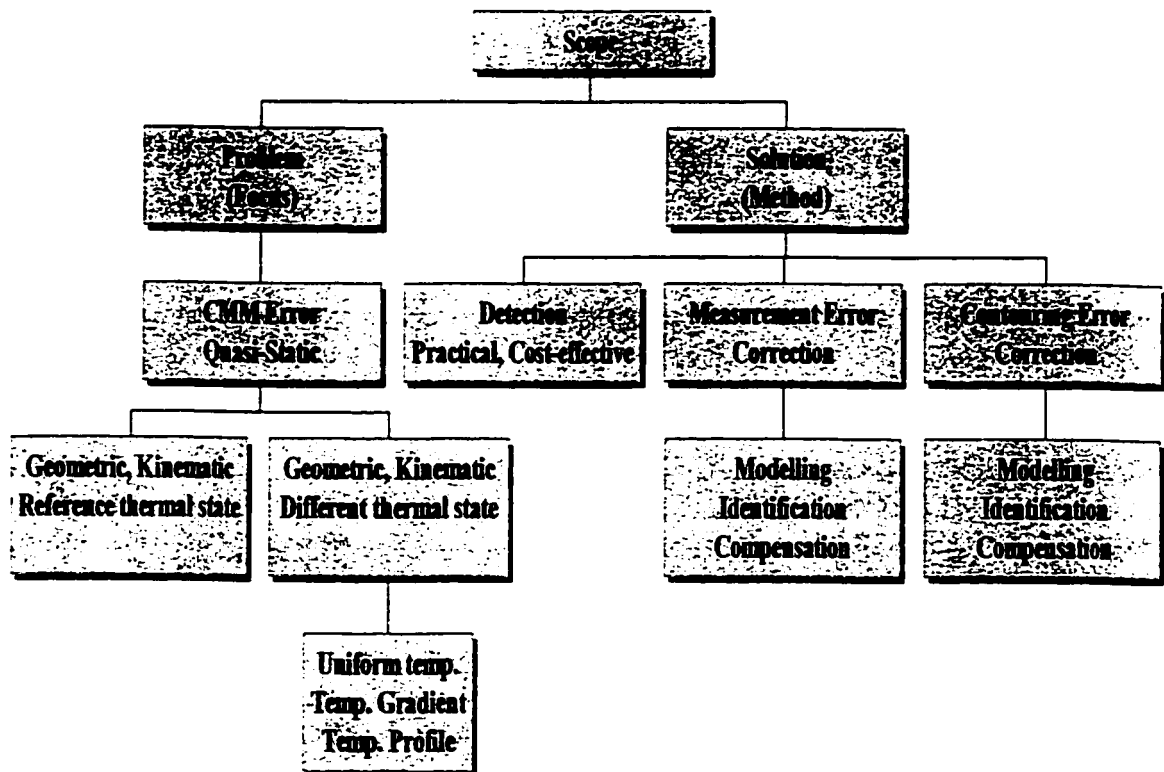 Scope
Problem
(Focus)
Solution
(Method)
CMM Error
Quasi-Static
Detection
Practical, Cost-effective
Measurement Error
Correction
Contouring Error
Correction
Geometric, Kinematic
Reference thermal state
Geometric, Kinematic
Different thermal state
Modelling
Identification
Compensation
Modelling
Identification
Compensation
Uniform temp.
Temp. Gradient
Temp. Profile